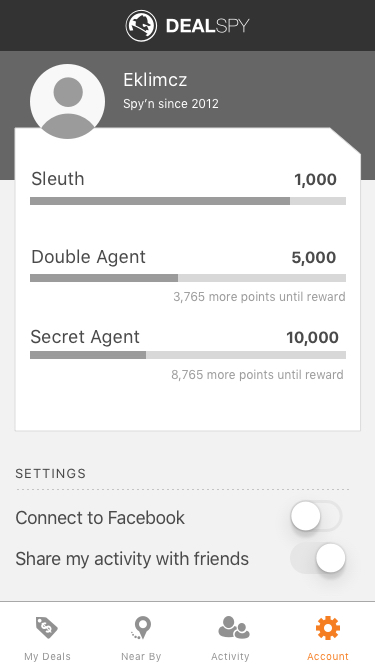 DEALSPY
Eklimcz
Spy'n since 2012
Sleuth 1,000
Double Agent 5,000
3,765 more points until reward
Secret Agent 10,000
8,765 more points until reward
SETTINGS
Connect to Facebook
Share my activity with friends
My Deals Near By Activity Account